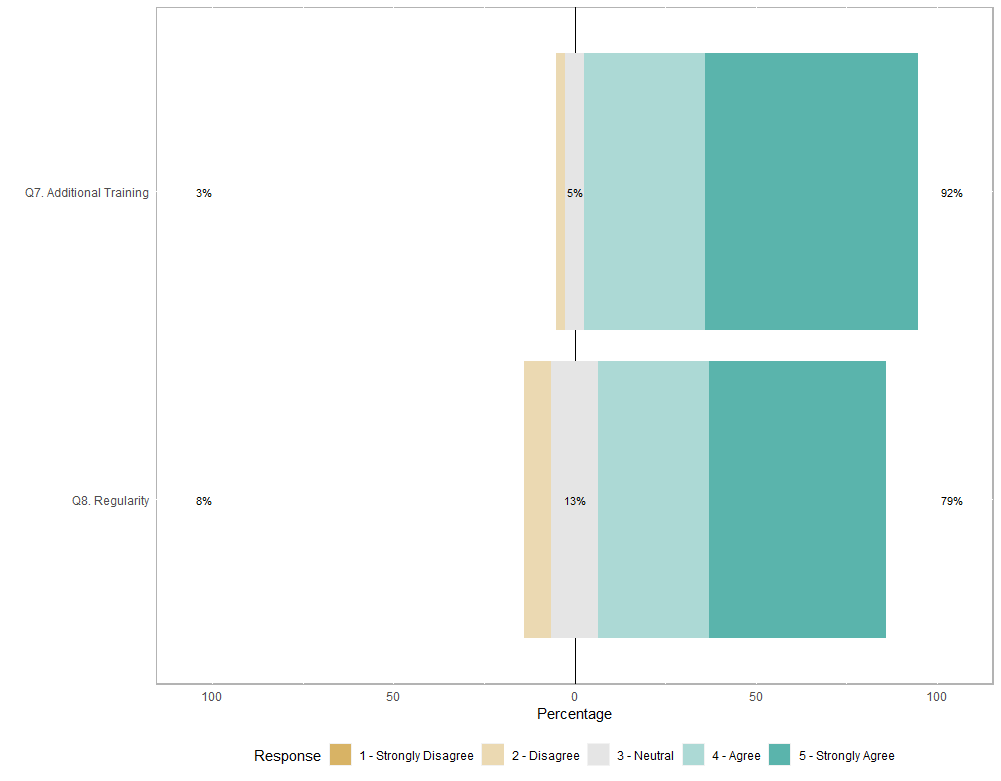 Q7. Additional Training 3% 5% 92%
Q8. Regularity 8% 13% 79%
100 50 0 50 100
Percentage
Response 1 - Strongly Disagree 2 - Disagree 3 - Neutral 4 - Agree 5 - Strongly Agree